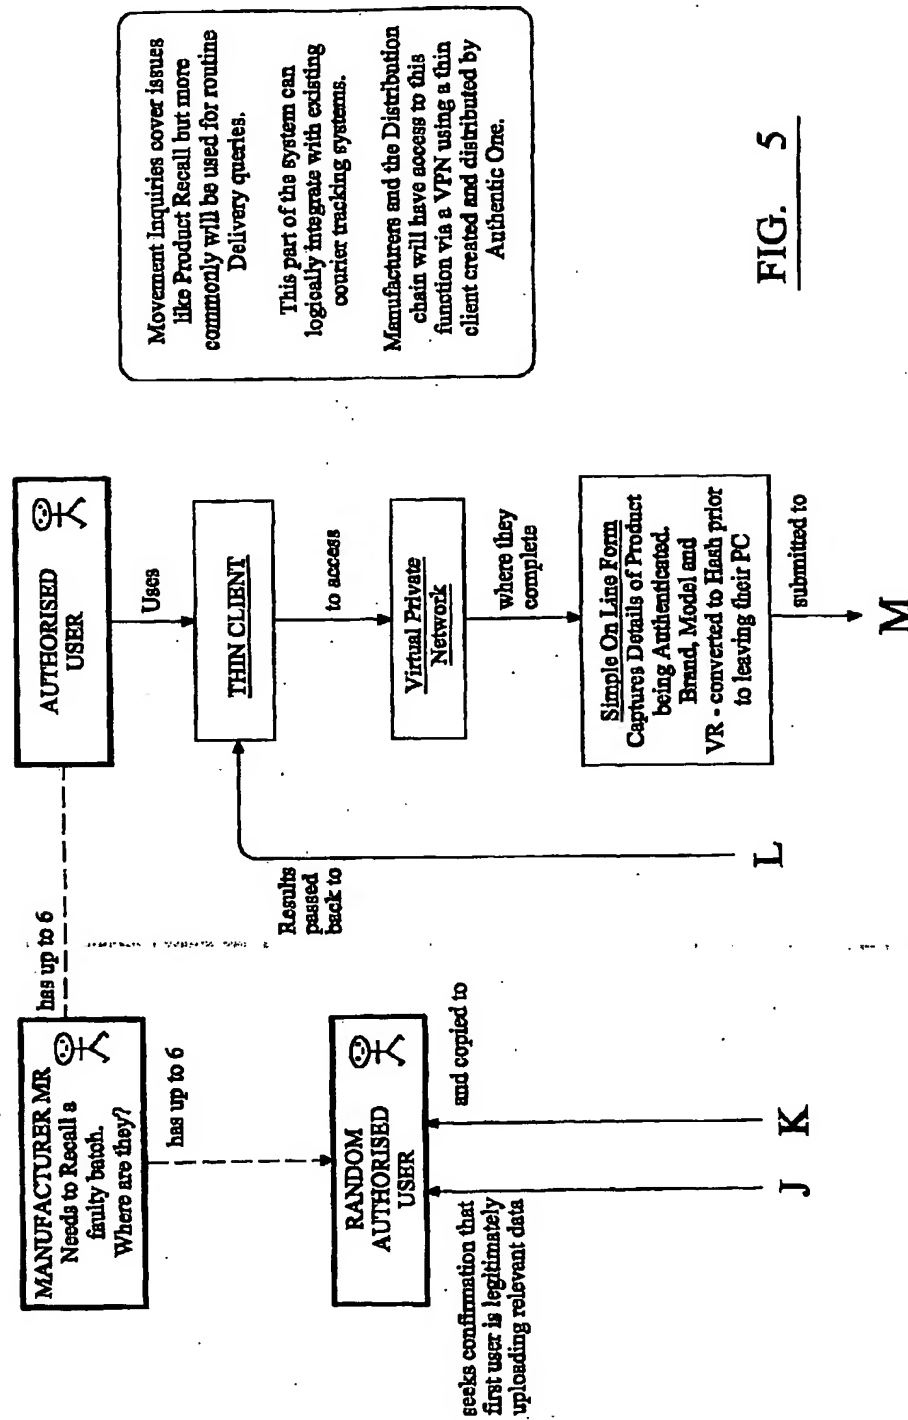 MANUFACTURER MR
Needs to Recall a
faulty batch.
Where are they?
has up to 6
AUTHORISED
USER
has up to 6
RANDOM
AUTHORISED
USER
seeks confirmation that
first user is legitimately
uploading relevant data
and copied to
J
K
Uses
THIN CLIENT
Results
passed
back to
L
to access
Virtual Private
Network
where they
complete
Simple On Line Form
Captures Details of Product
being Authenticated.
Brand, Model and
VR - converted to Hash prior
to leaving their PC
submitted to
M
Movement Inquiries cover issues
like Product Recall but more
commonly will be used for routine
Delivery queries.
This part of the system can
logically integrate with existing
courier tracking systems.
Manufacturers and the Distribution
chain will have access to this
function via a VPN using a thin
client created and distributed by
Authentic One.
FIG. 5